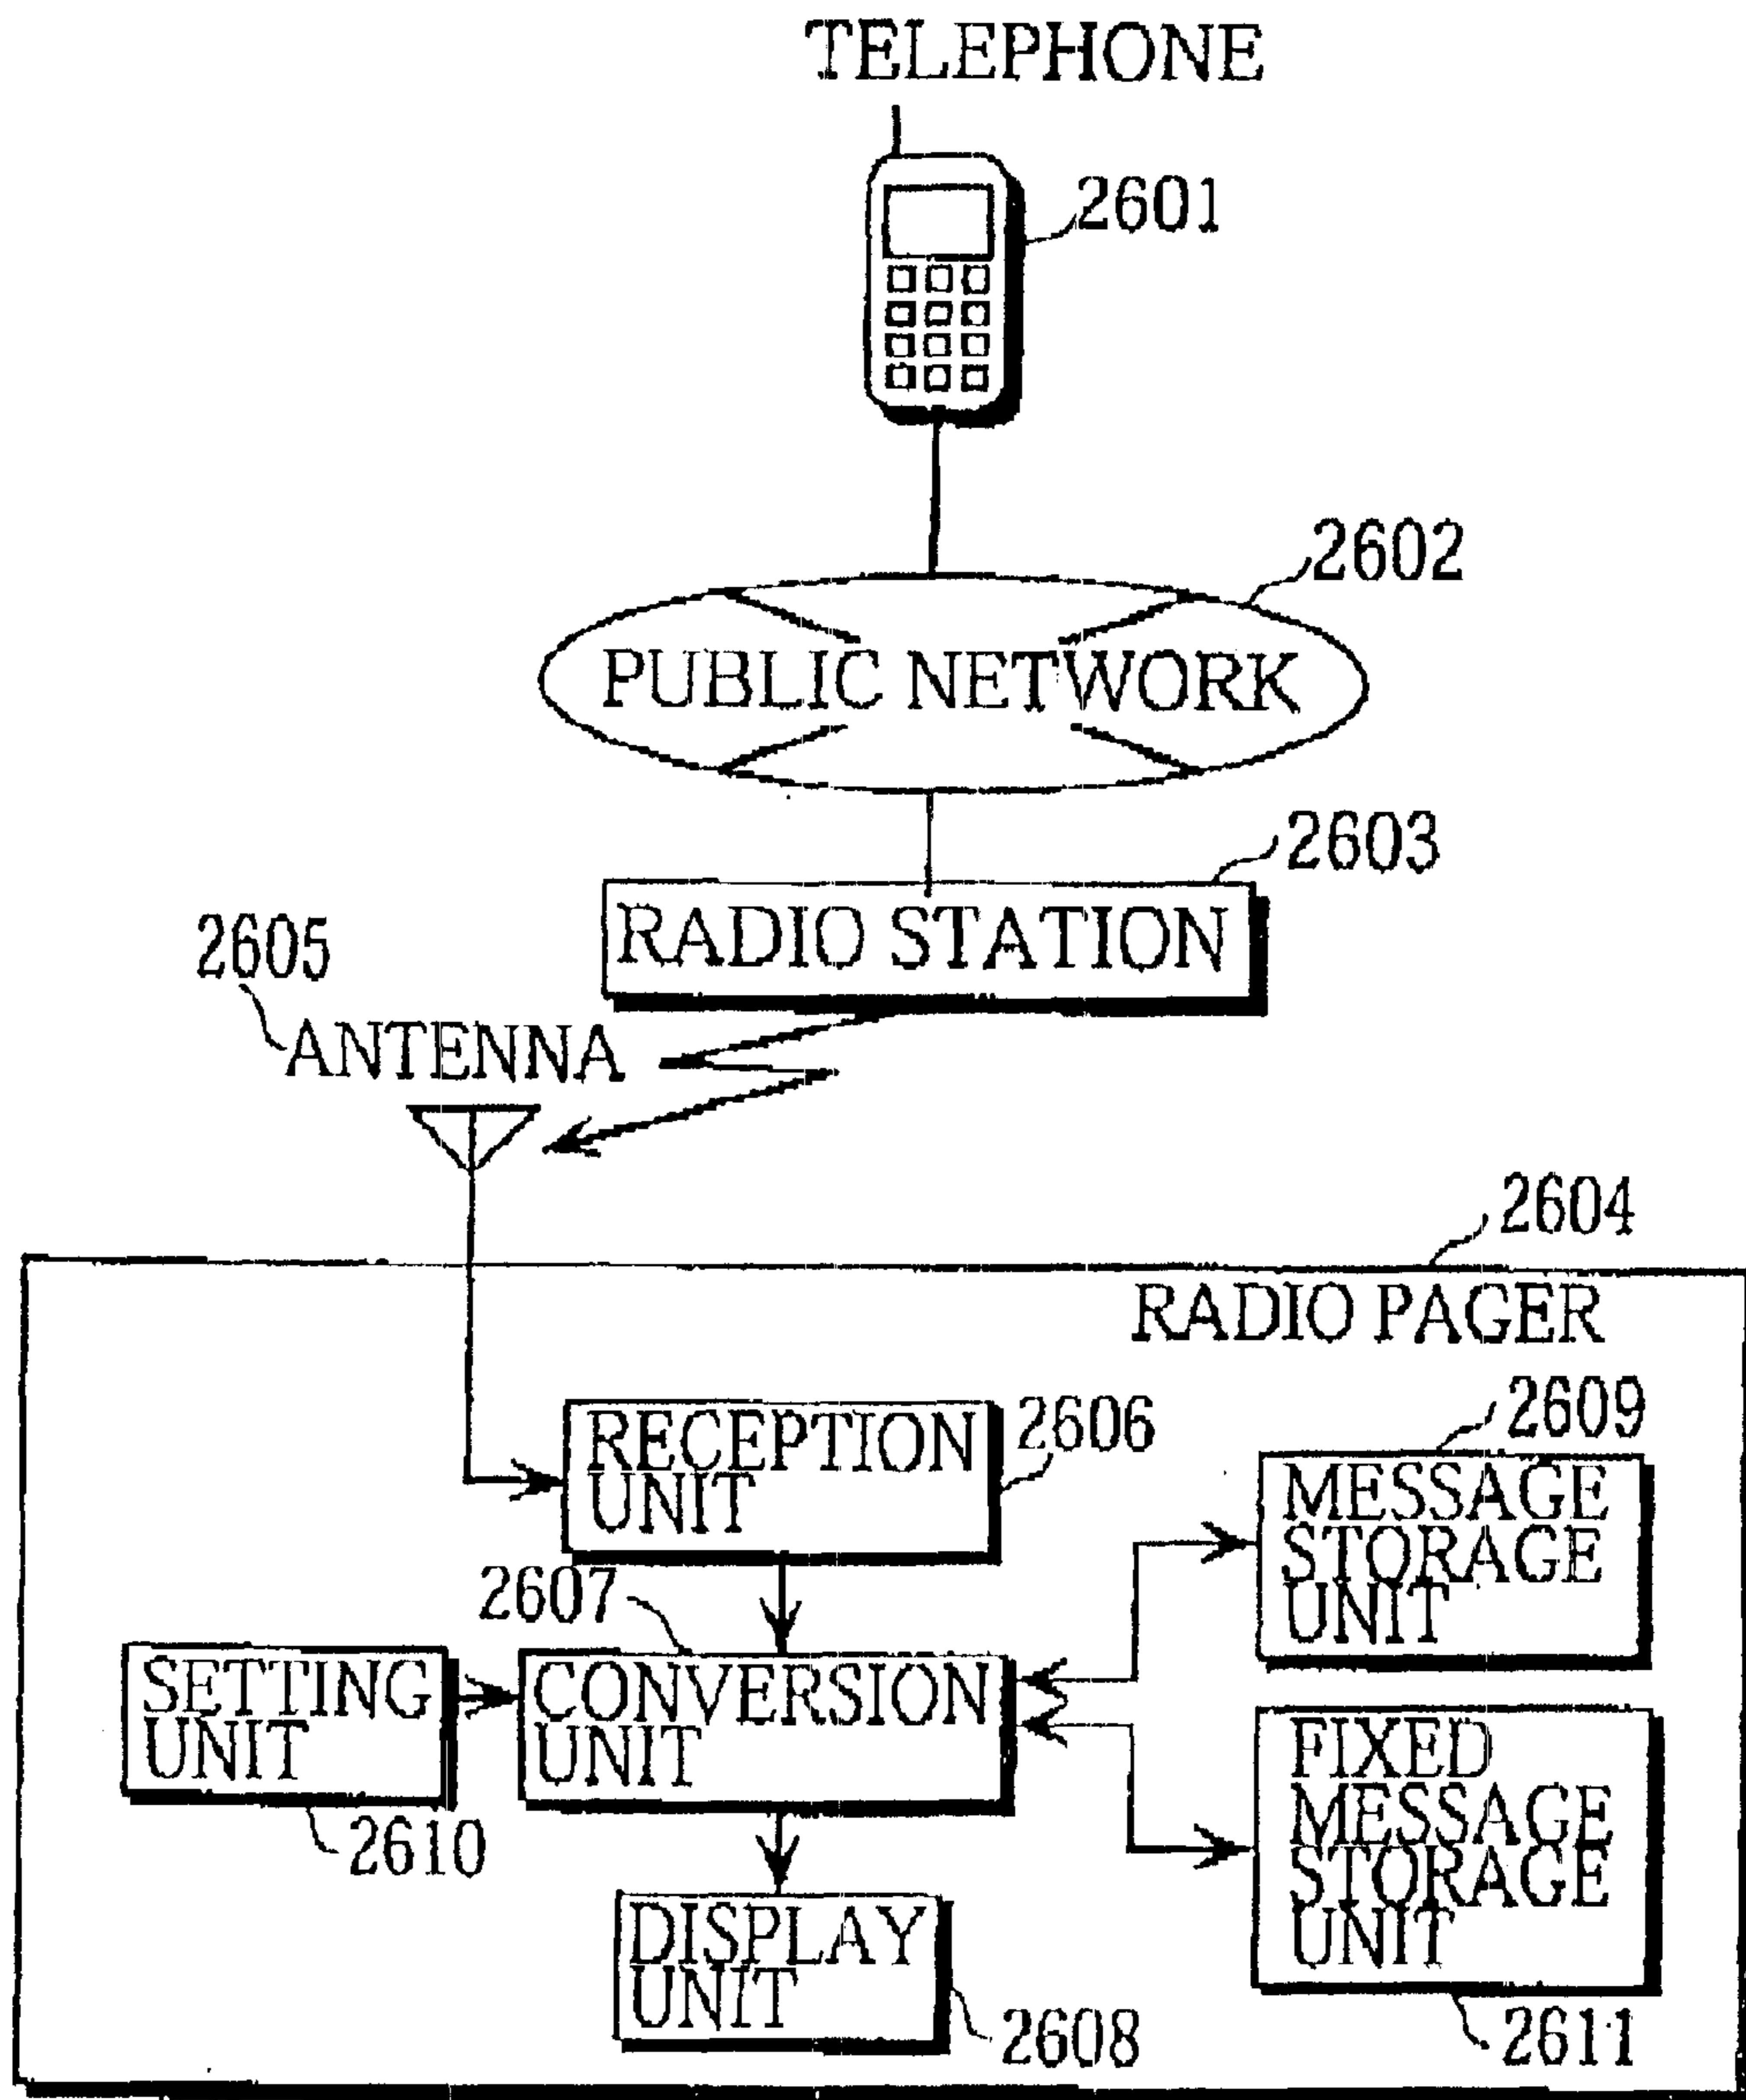 TELEPHONE
2601
2602
PUBLIC NETWORK
2603
RADIO STATION
2605
ANTENNA
2604
RADIO PAGER
RECEPTION
UNIT
2606
2609
MESSAGE
STORAGE
UNIT
2607
SETTING
UNIT
CONVERSION
UNIT
2610
FIXED
MESSAGE
STORAGE
UNIT
DISPLAY
UNIT
2608
2611